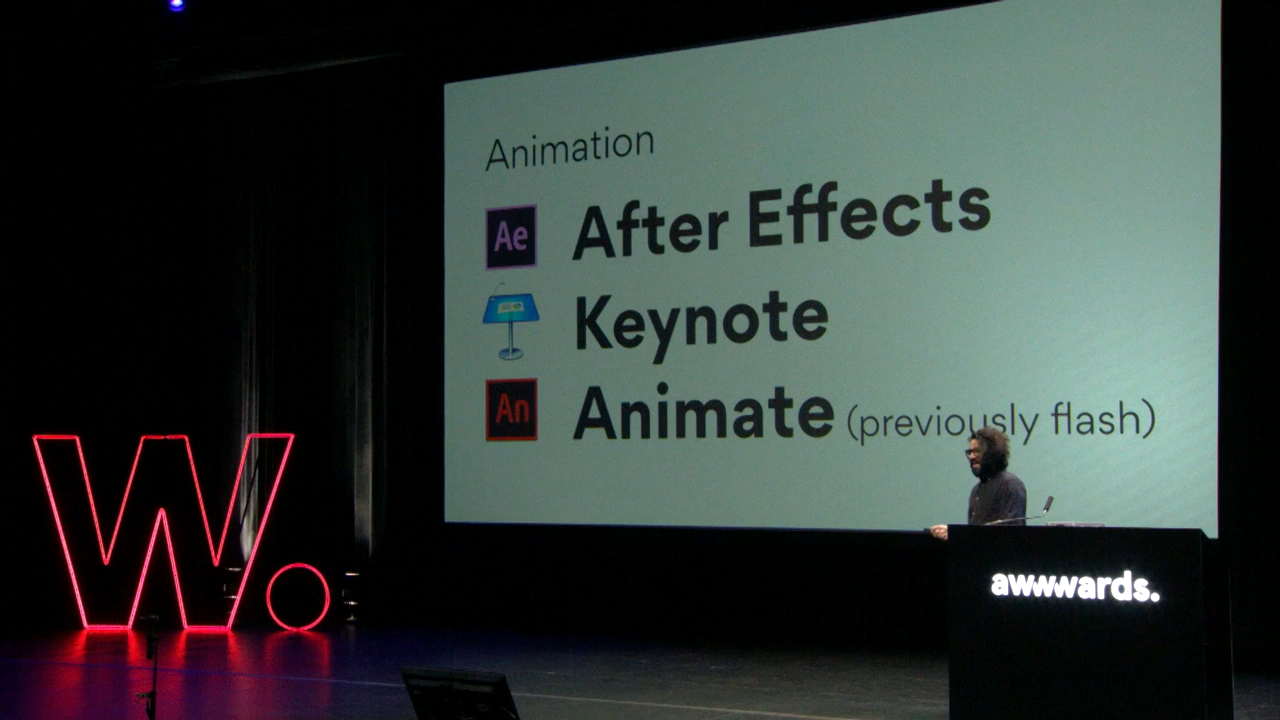 Animation
Ae After Effects
Keynote
An Animate (previously flash)
W.
awwwards.